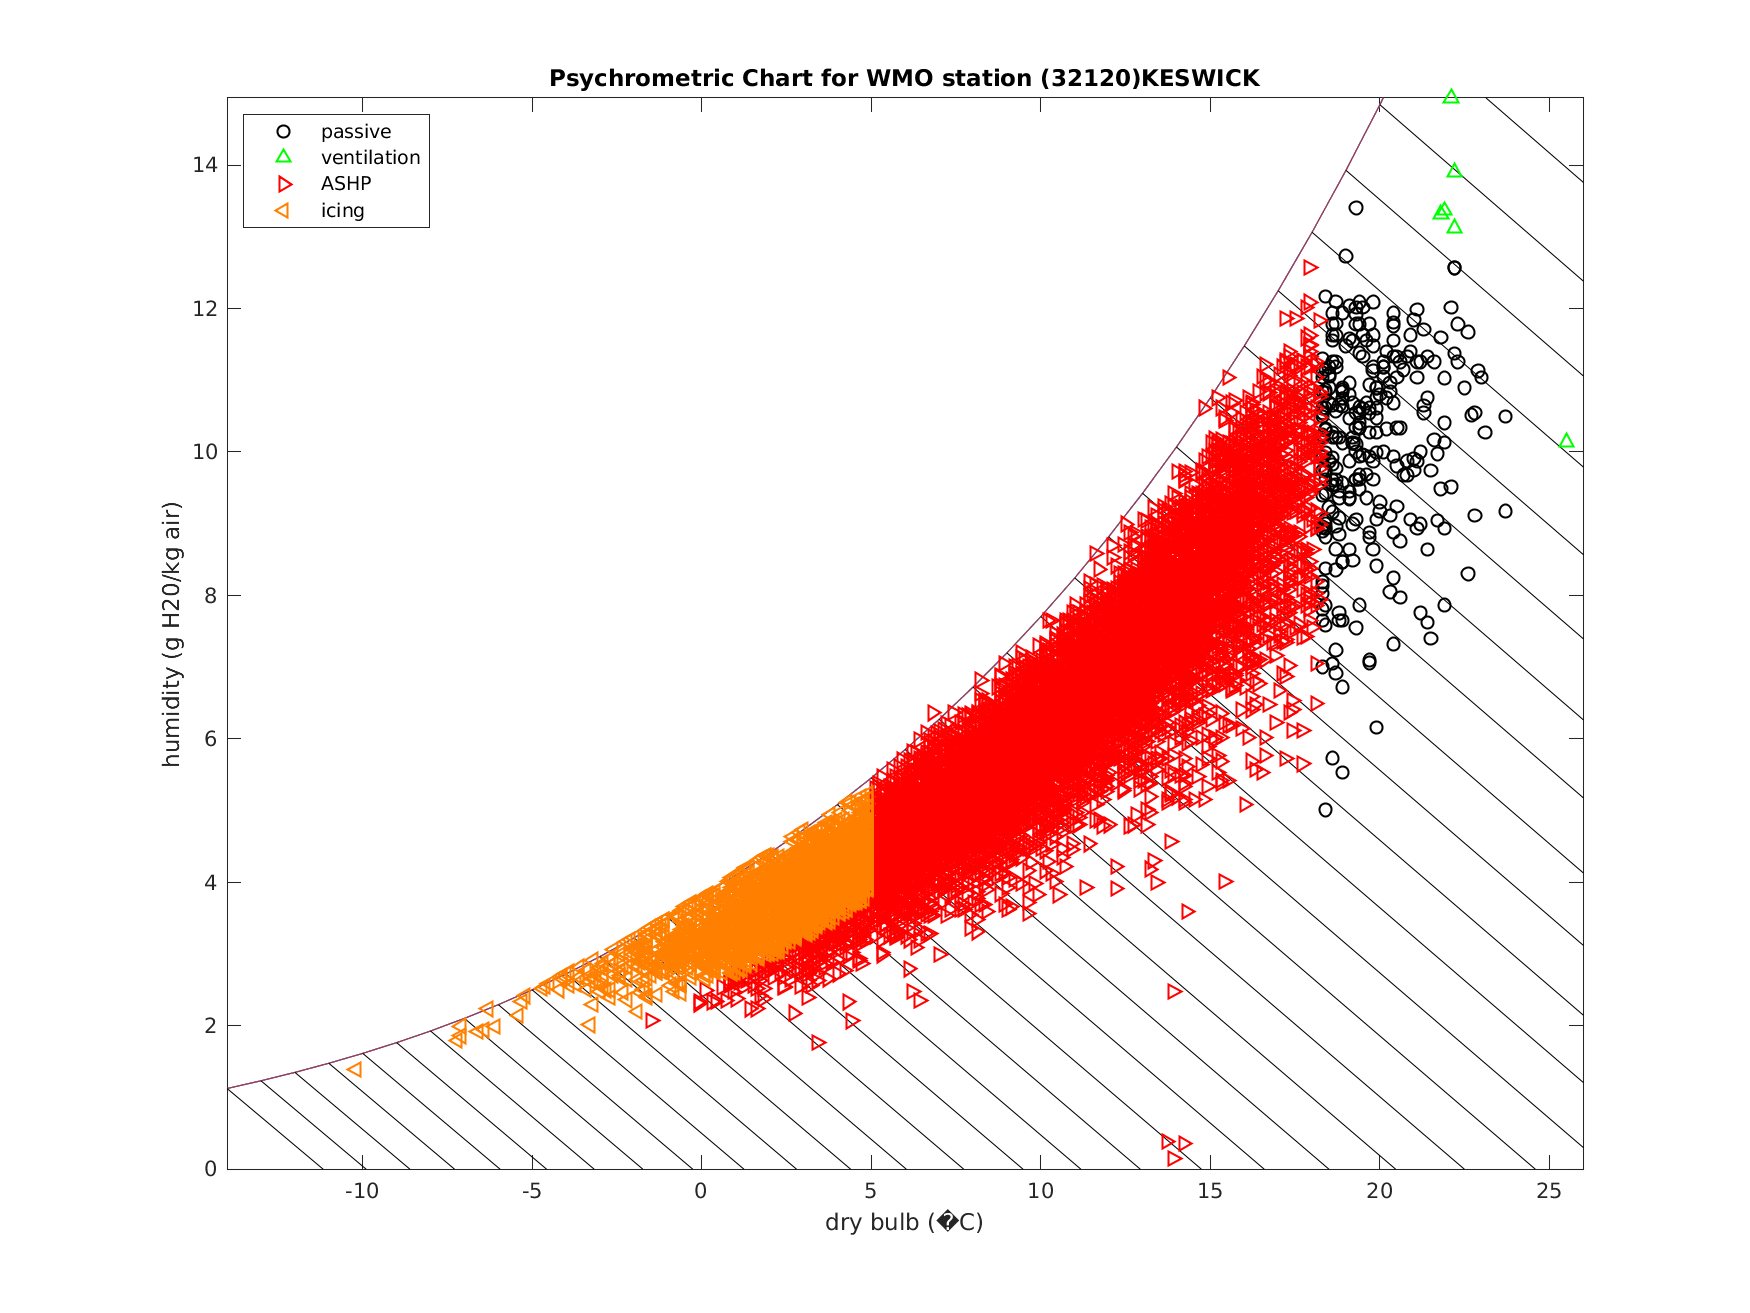 Psychrometric Chart for WMO station (32120)KESWICK
passive
ventilation
ASHP
icing
humidity (g H20/kg air)
14
12
10
8
6
4
2
0
-10 -5 0 5 10 15 20 25
dry bulb (�C)